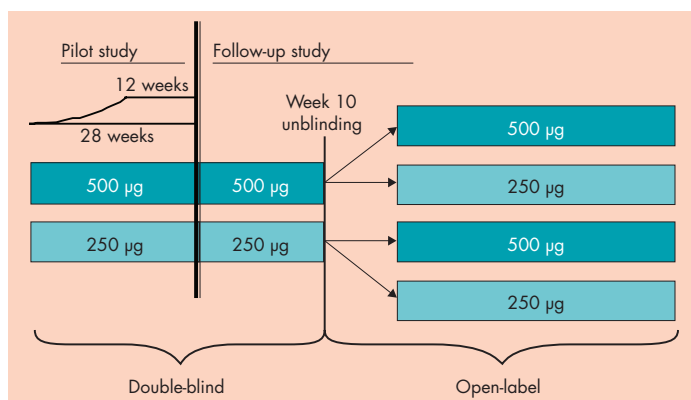 Pilot study
Follow-up study
12 weeks
28 weeks
Week 10
unblinding
500 µg
500 µg
250 µg
250 µg
500 µg
250 µg
500 µg
250 µg
Double-blind
Open-label